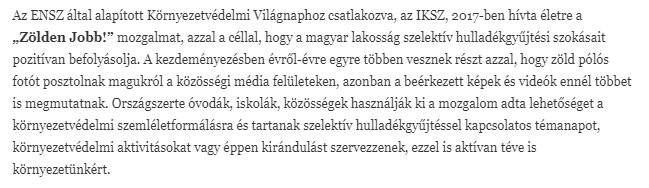 Az ENSZ által alapított Környezetvédelmi Világnaphoz csatlakozva, az IKSZ, 2017-ben hívta életre a
„Zölden Jobb!” mozgalmat, azzal a céllal, hogy a magyar lakosság szelektív hulladékgyűjtési szokásait
pozitívan befolyásolja. A kezdeményezésben évről-évre egyre többen vesznek részt azzal, hogy zöld pólós
fotót posztolnak magukról a közösségi média felületeken, azonban a beérkezett képek és videók ennél többet
is megmutatnak. Országszerte óvodák, iskolák, közösségek használják ki a mozgalom adta lehetőséget a
környezetvédelmi szemléletformálásra és tartanak szelektív hulladékgyűjtéssel kapcsolatos témanapot,
környezetvédelmi aktivitásokat vagy éppen kirándulást szervezzenek, ezzel is aktívan téve is
környezetünkért.